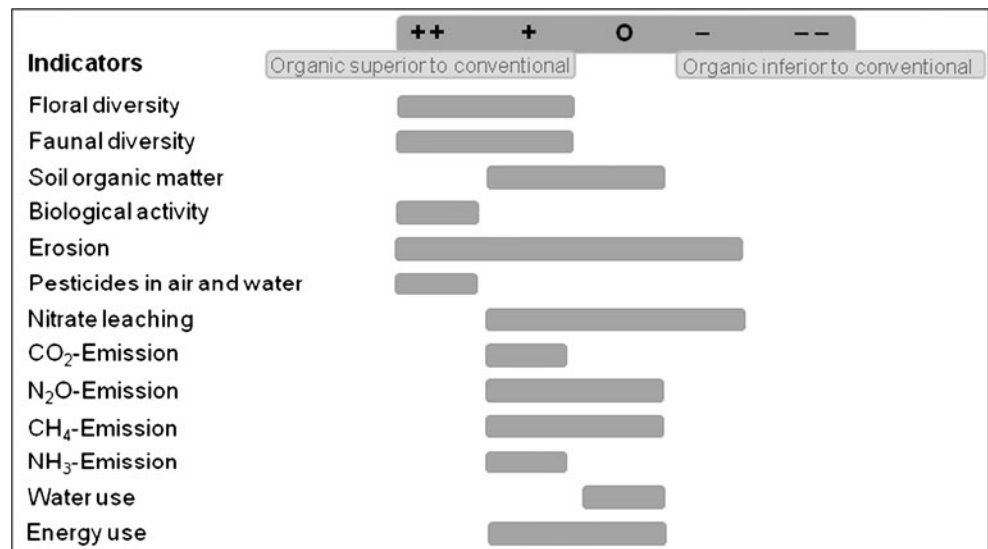 ++ + O – – –
Indicators
Organic superior to conventional Organic inferior to conventional
Floral diversity
Faunal diversity
Soil organic matter
Biological activity
Erosion
Pesticides in air and water
Nitrate leaching
CO₂-Emission
N₂O-Emission
CH₄-Emission
NH₃-Emission
Water use
Energy use